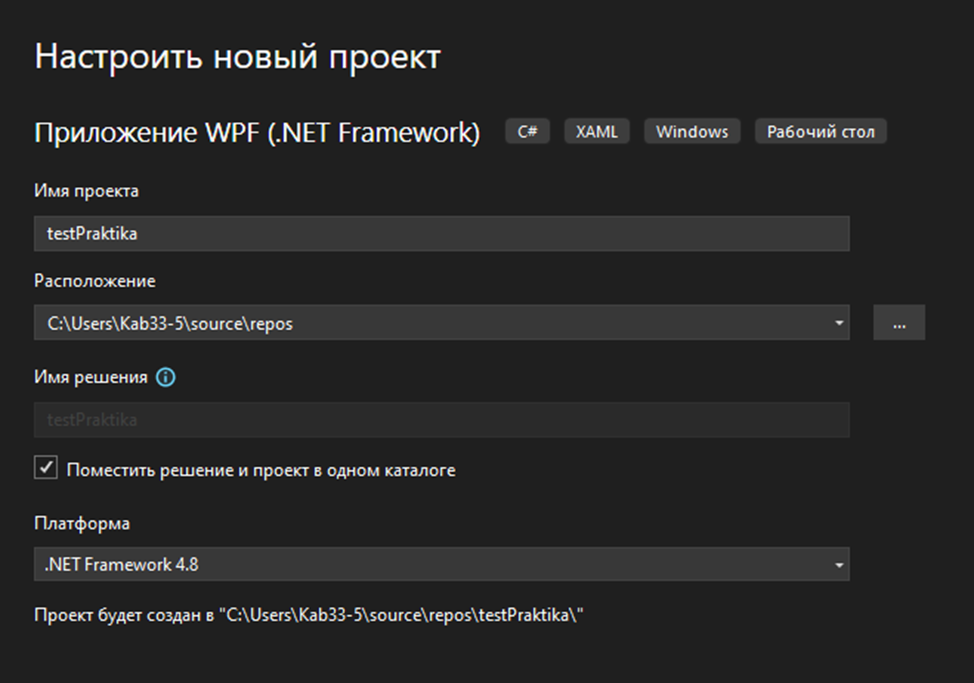 Настроить новый проект
Приложение WPF (.NET Framework) C# XAML Windows Рабочий стол
Имя проекта
testPraktika
Расположение
C:\Users\Kab33-5\source\repos ...
Имя решения
testPraktika
Поместить решение и проект в одном каталоге
Платформа
.NET Framework 4.8
Проект будет создан в "C:\Users\Kab33-5\source\repos\testPraktika\"